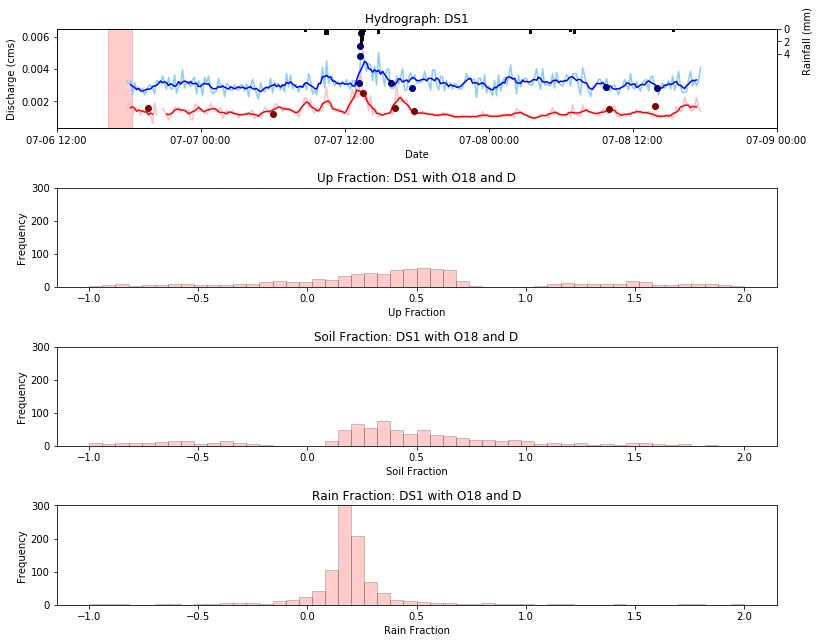 Hydrograph: DS1
Discharge (cms)
0.006
0.004
0.002
0
2
4
Rainfall (mm)
07-06 12:00 07-07 00:00 07-07 12:00 07-08 00:00 07-08 12:00 07-09 00:00
Date
Up Fraction: DS1 with O18 and D
Frequency
300
200
100
0
−1.0 −0.5 0.0 0.5 1.0 1.5 2.0
Up Fraction
Soil Fraction: DS1 with O18 and D
Frequency
300
200
100
0
−1.0 −0.5 0.0 0.5 1.0 1.5 2.0
Soil Fraction
Rain Fraction: DS1 with O18 and D
Frequency
300
200
100
0
−1.0 −0.5 0.0 0.5 1.0 1.5 2.0
Rain Fraction